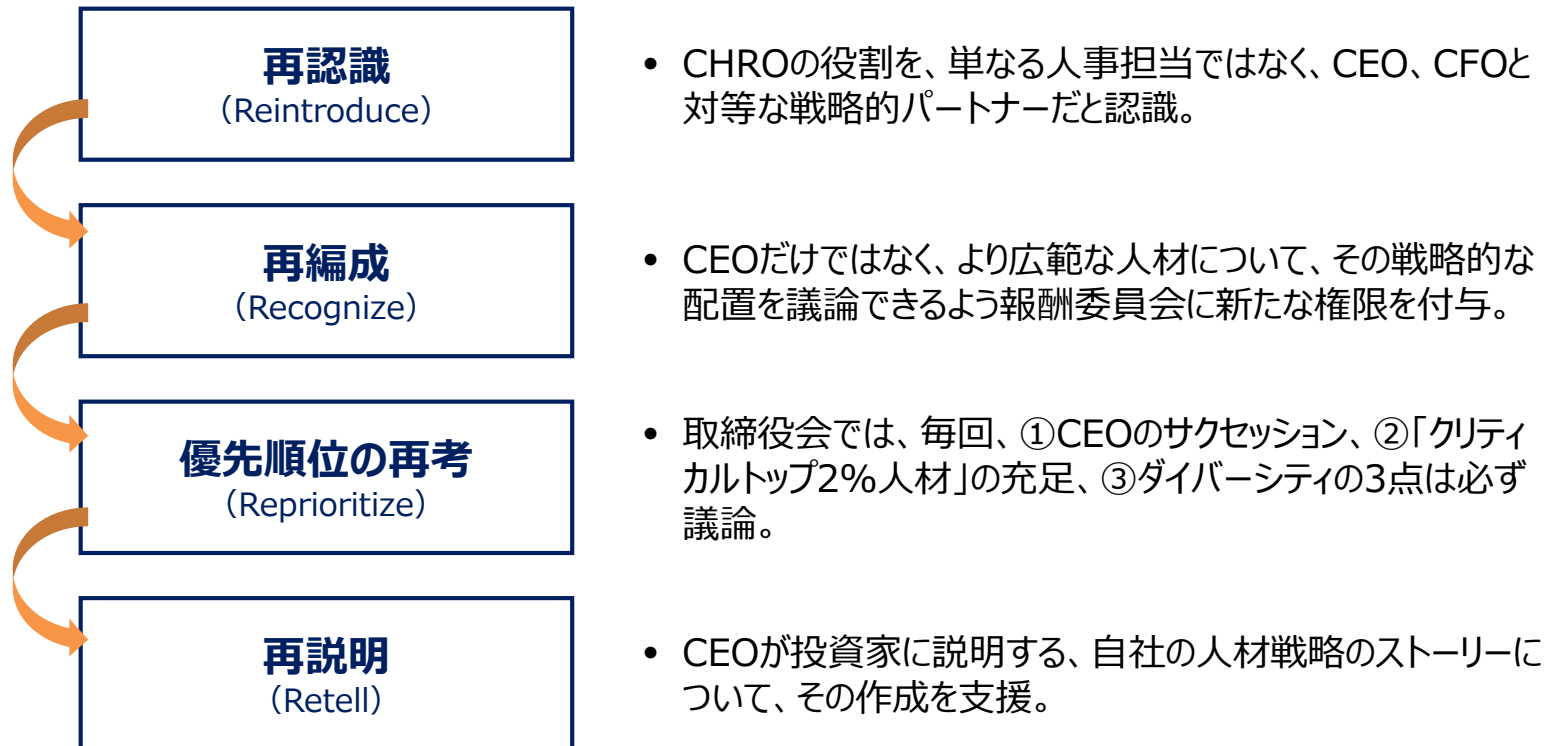 再認識
（Reintroduce）
• CHROの役割を、単なる人事担当ではなく、CEO、CFOと
対等な戦略的パートナーだと認識。
再編成
（Recognize）
• CEOだけではなく、より広範な人材について、その戦略的な
配置を議論できるよう報酬委員会に新たな権限を付与。
優先順位の再考
（Reprioritize）
• 取締役会では、毎回、①CEOのサクセッション、②「クリティ
カルトップ2%人材」の充足、③ダイバーシティの3点は必ず
議論。
再説明
（Retell）
• CEOが投資家に説明する、自社の人材戦略のストーリーに
ついて、その作成を支援。